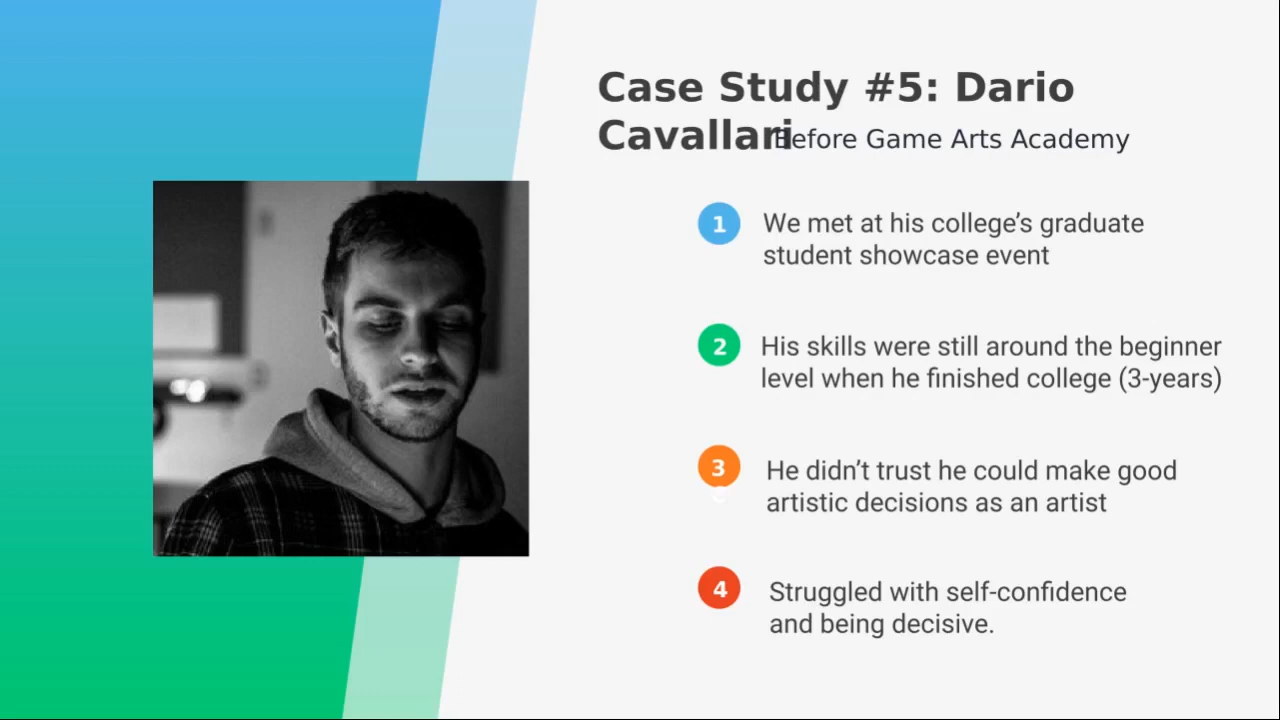 Case Study #5: Dario
Cavallari
Before Game Arts Academy
1
We met at his college’s graduate
student showcase event
2
His skills were still around the beginner
level when he finished college (3-years)
3
He didn’t trust he could make good
artistic decisions as an artist
4
Struggled with self-confidence
and being decisive.